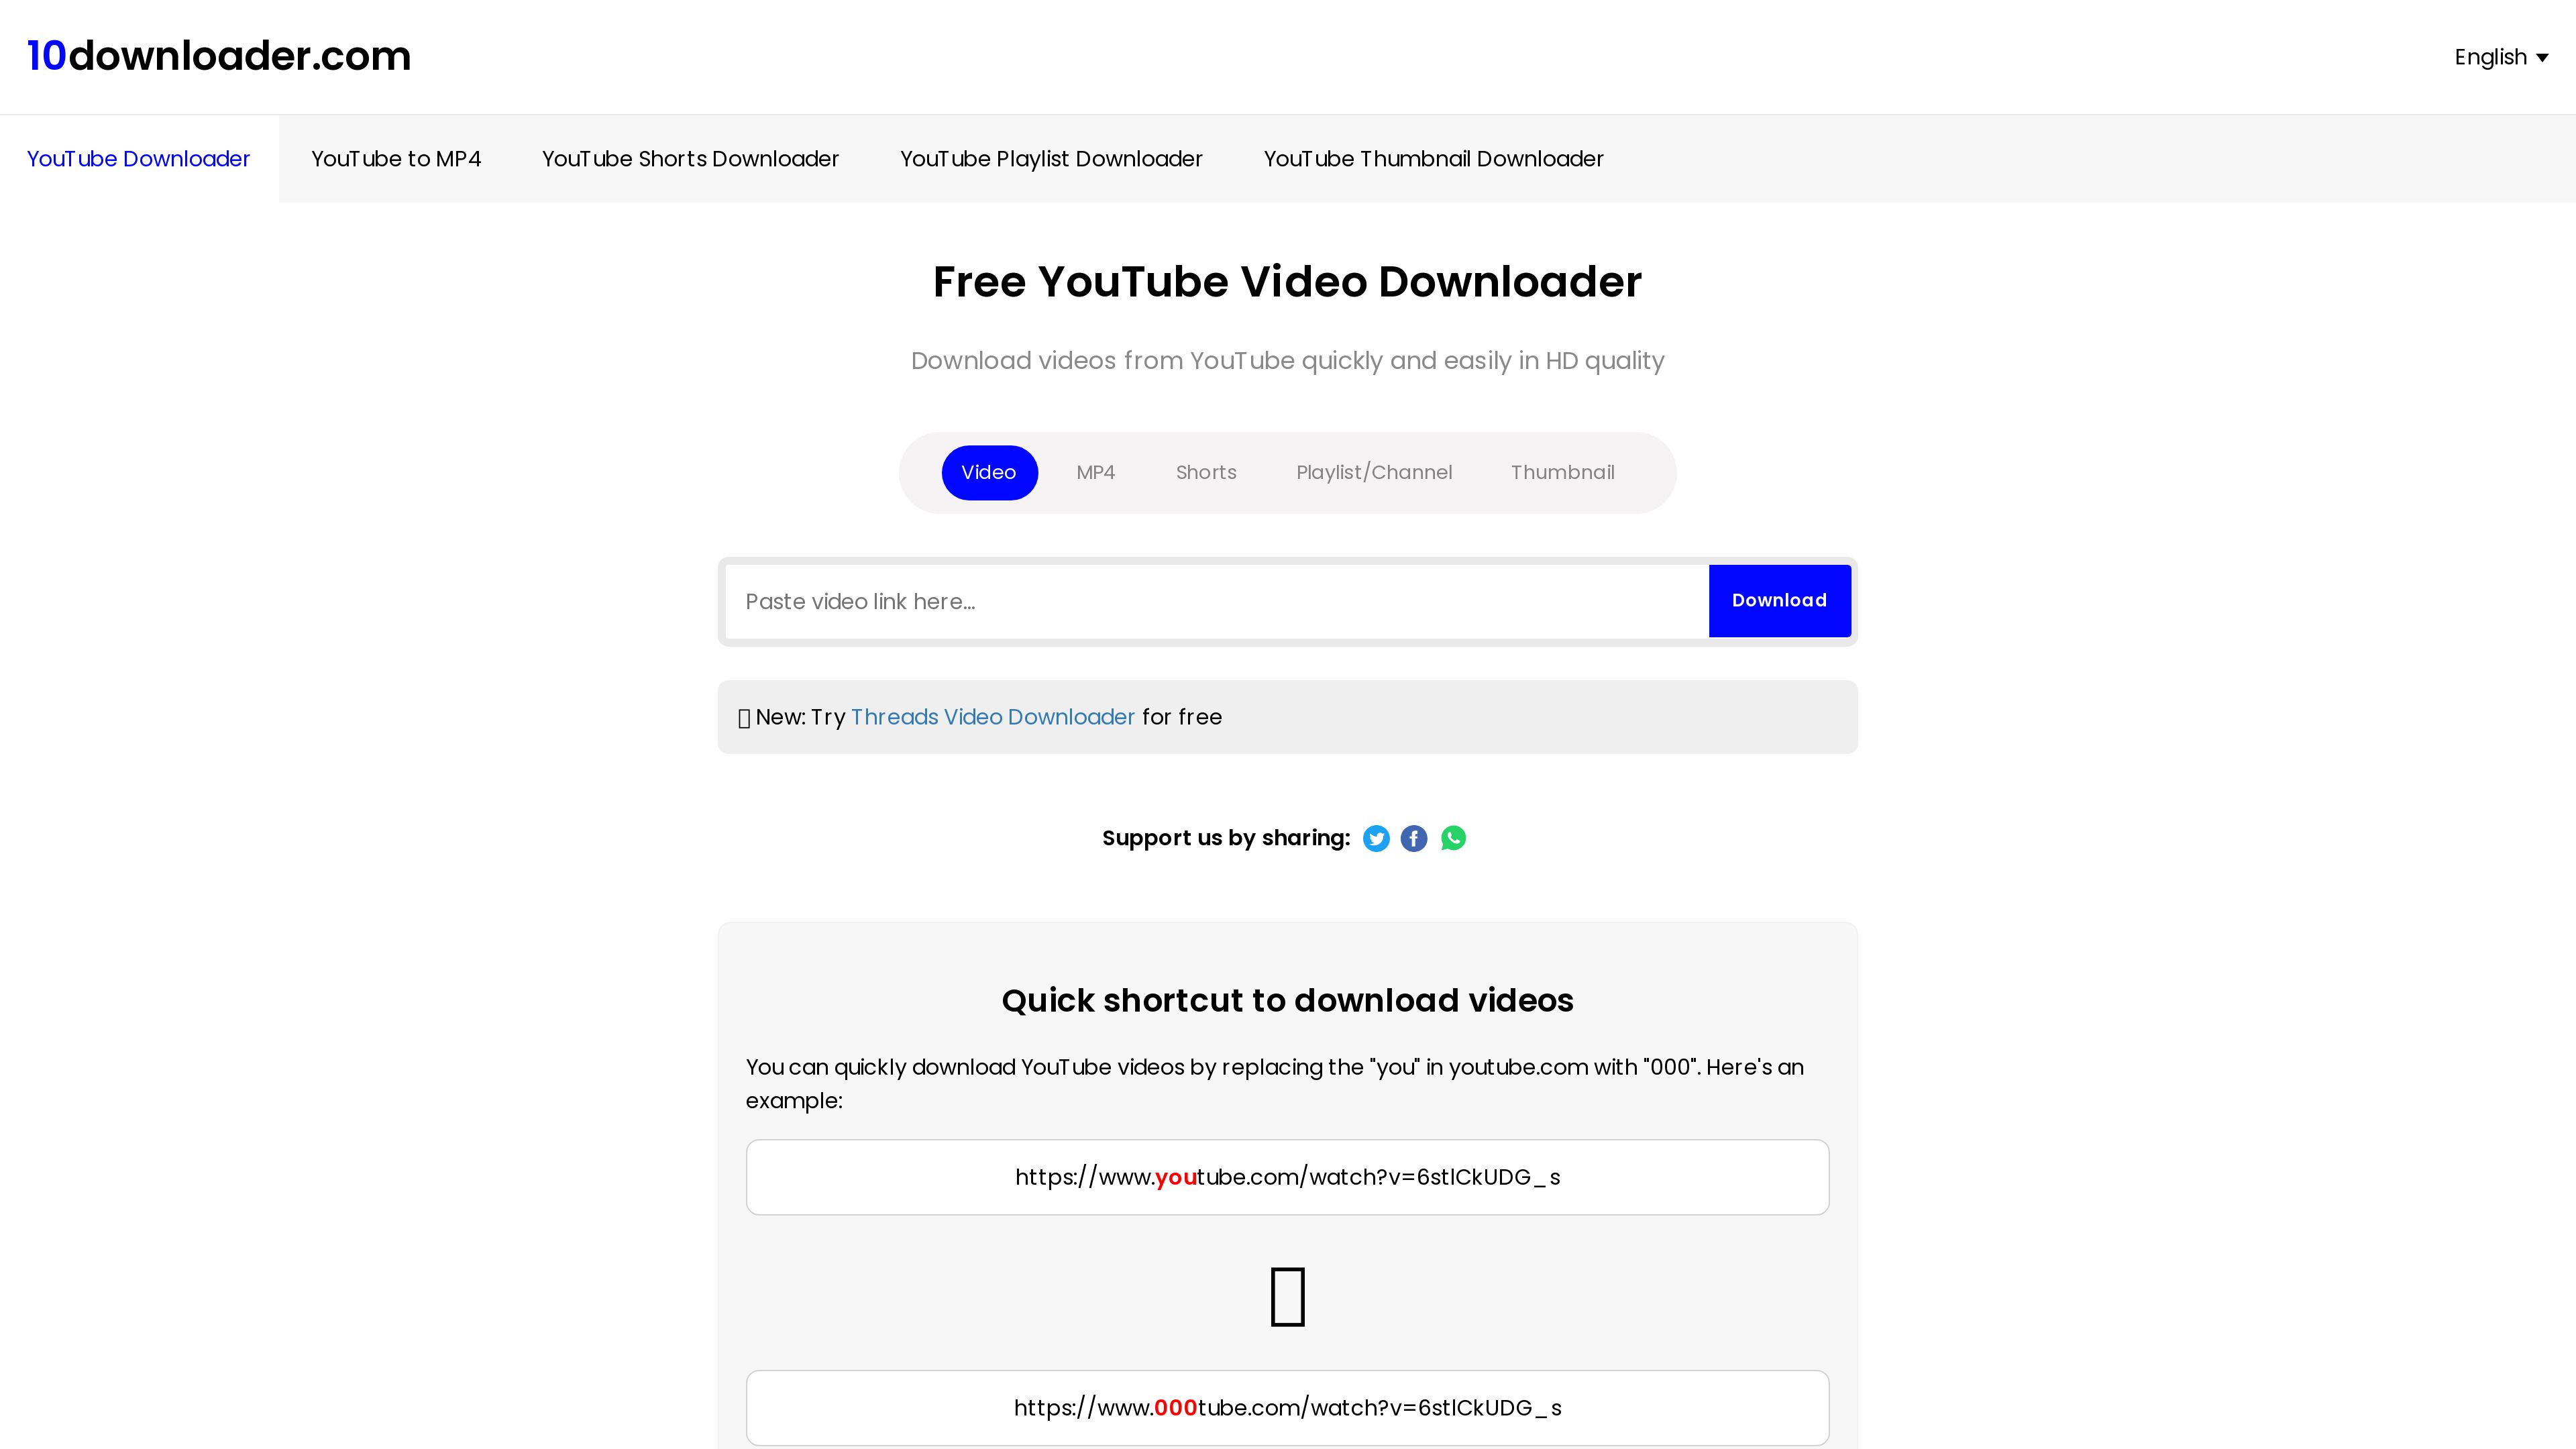 10downloader.com
English
YouTube Downloader
YouTube to MP4
YouTube Shorts Downloader
YouTube Playlist Downloader
YouTube Thumbnail Downloader
Free YouTube Video Downloader
Download videos from YouTube quickly and easily in HD quality
Video
MP4
Shorts
Playlist/Channel
Thumbnail
Paste video link here...
Download
New: Try Threads Video Downloader for free
Support us by sharing:
Quick shortcut to download videos
You can quickly download YouTube videos by replacing the "you" in youtube.com with "000". Here's an
example:
https://www.youtube.com/watch?v=6stlCkUDG_s
https://www.000tube.com/watch?v=6stlCkUDG_s